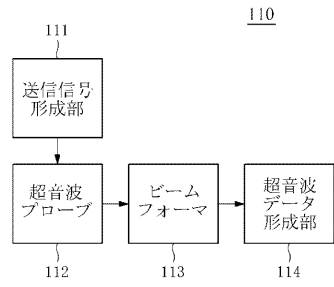 110
111
送信信号
形成部
超音波
プローブ
ビーム
フォーマ
超音波
データ
形成部
112
113
114